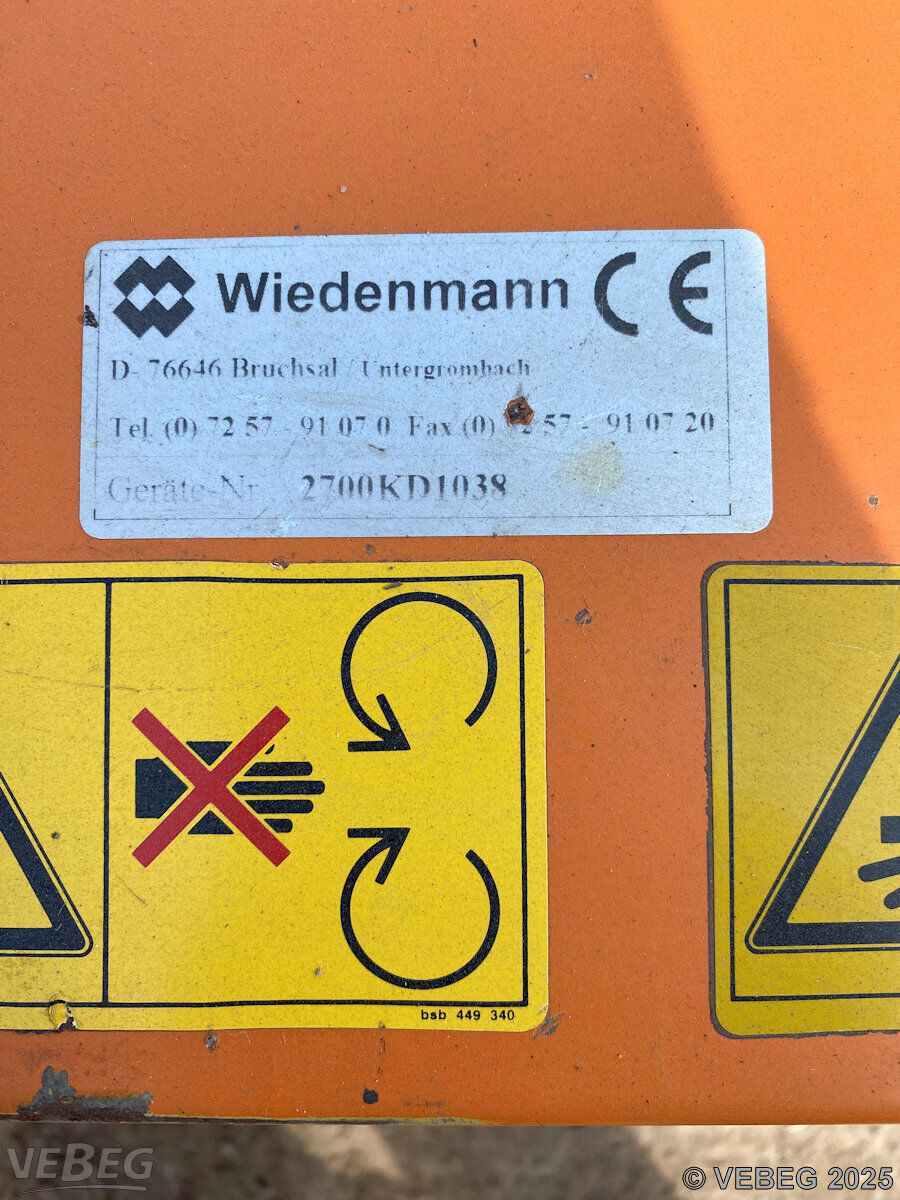 Wiedenmann CE
D- 76646 Bruchsal / Untergrombach
Tel. (0) 72 57 - 91 07 0 Fax (0) 72 57 - 91 07 20
Geräte-Nr 2700KD1038
bsb 449 340
VEBEG
© VEBEG 2025